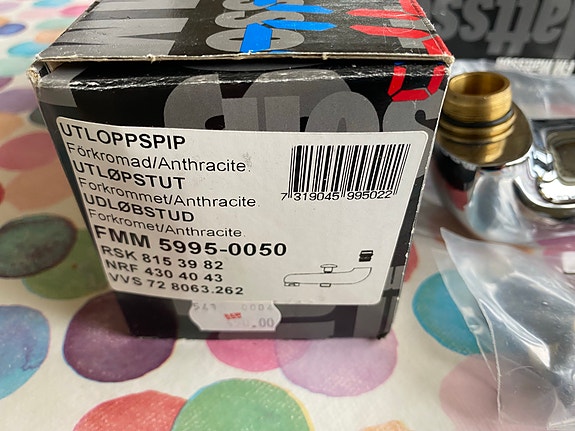 UTLOPPSPIP
Förkromad/Anthracite.
UTLØPSTUT
Forkrommet/Anthracite.
UDLØBSTUD
Forkromet/Anthracite.
FMM 5995-0050
RSK 815 39 82
NRF 430 40 43
VVS 72 8063.262
7 319045 995022